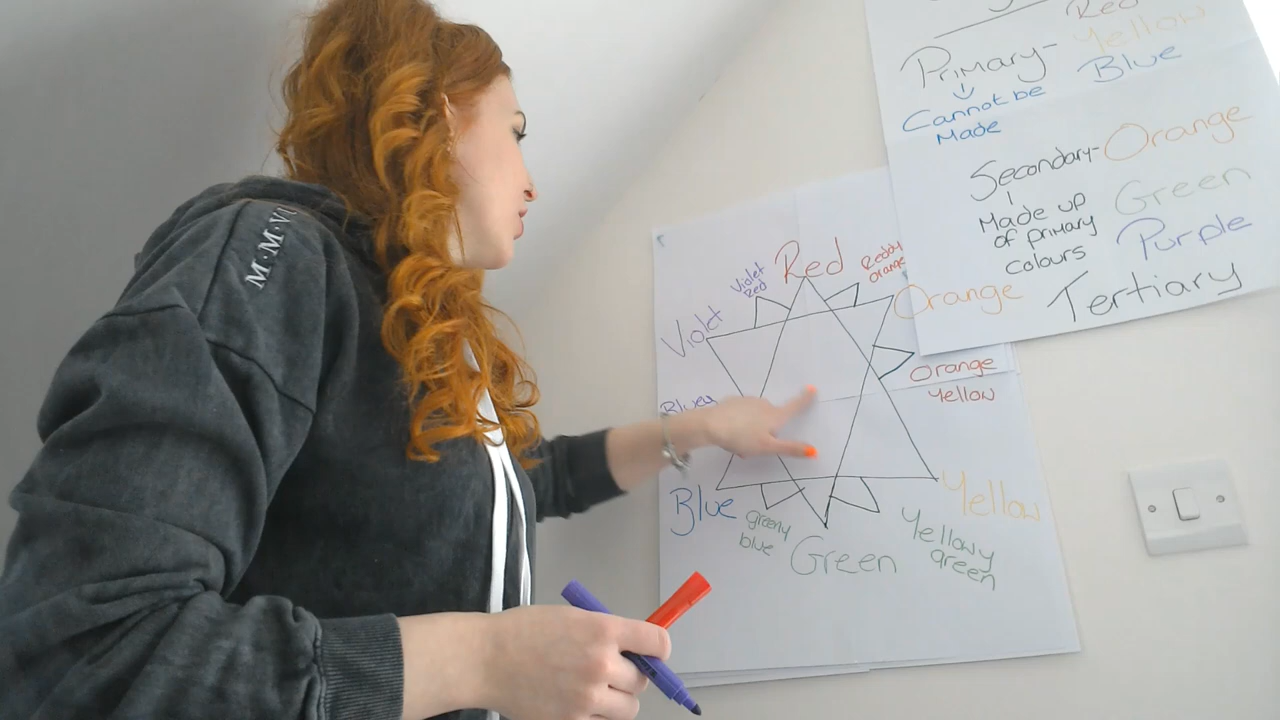 Red
Primary- Yellow
Blue
Cannot be
Made
Secondary- Orange
Made up
of primary
colours
Green
Purple
Tertiary
Red
Reddy
Orange
Violet
Red
Violet
Orange
Orange
Yellow
Bluey
Yellow
Blue
greeny
blue
Green
Yellowy
green
M·M·VI